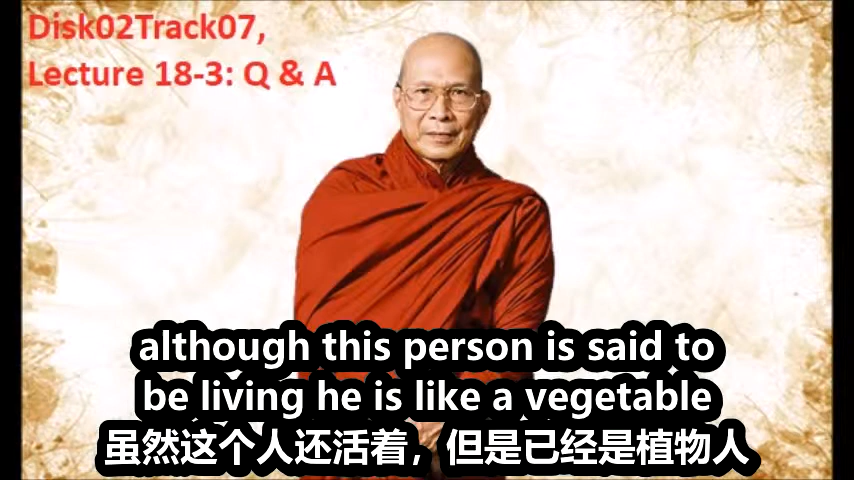 Disk02Track07,
Lecture 18-3: Q & A
although this person is said to
be living he is like a vegetable
虽然这个人还活着，但是已经是植物人